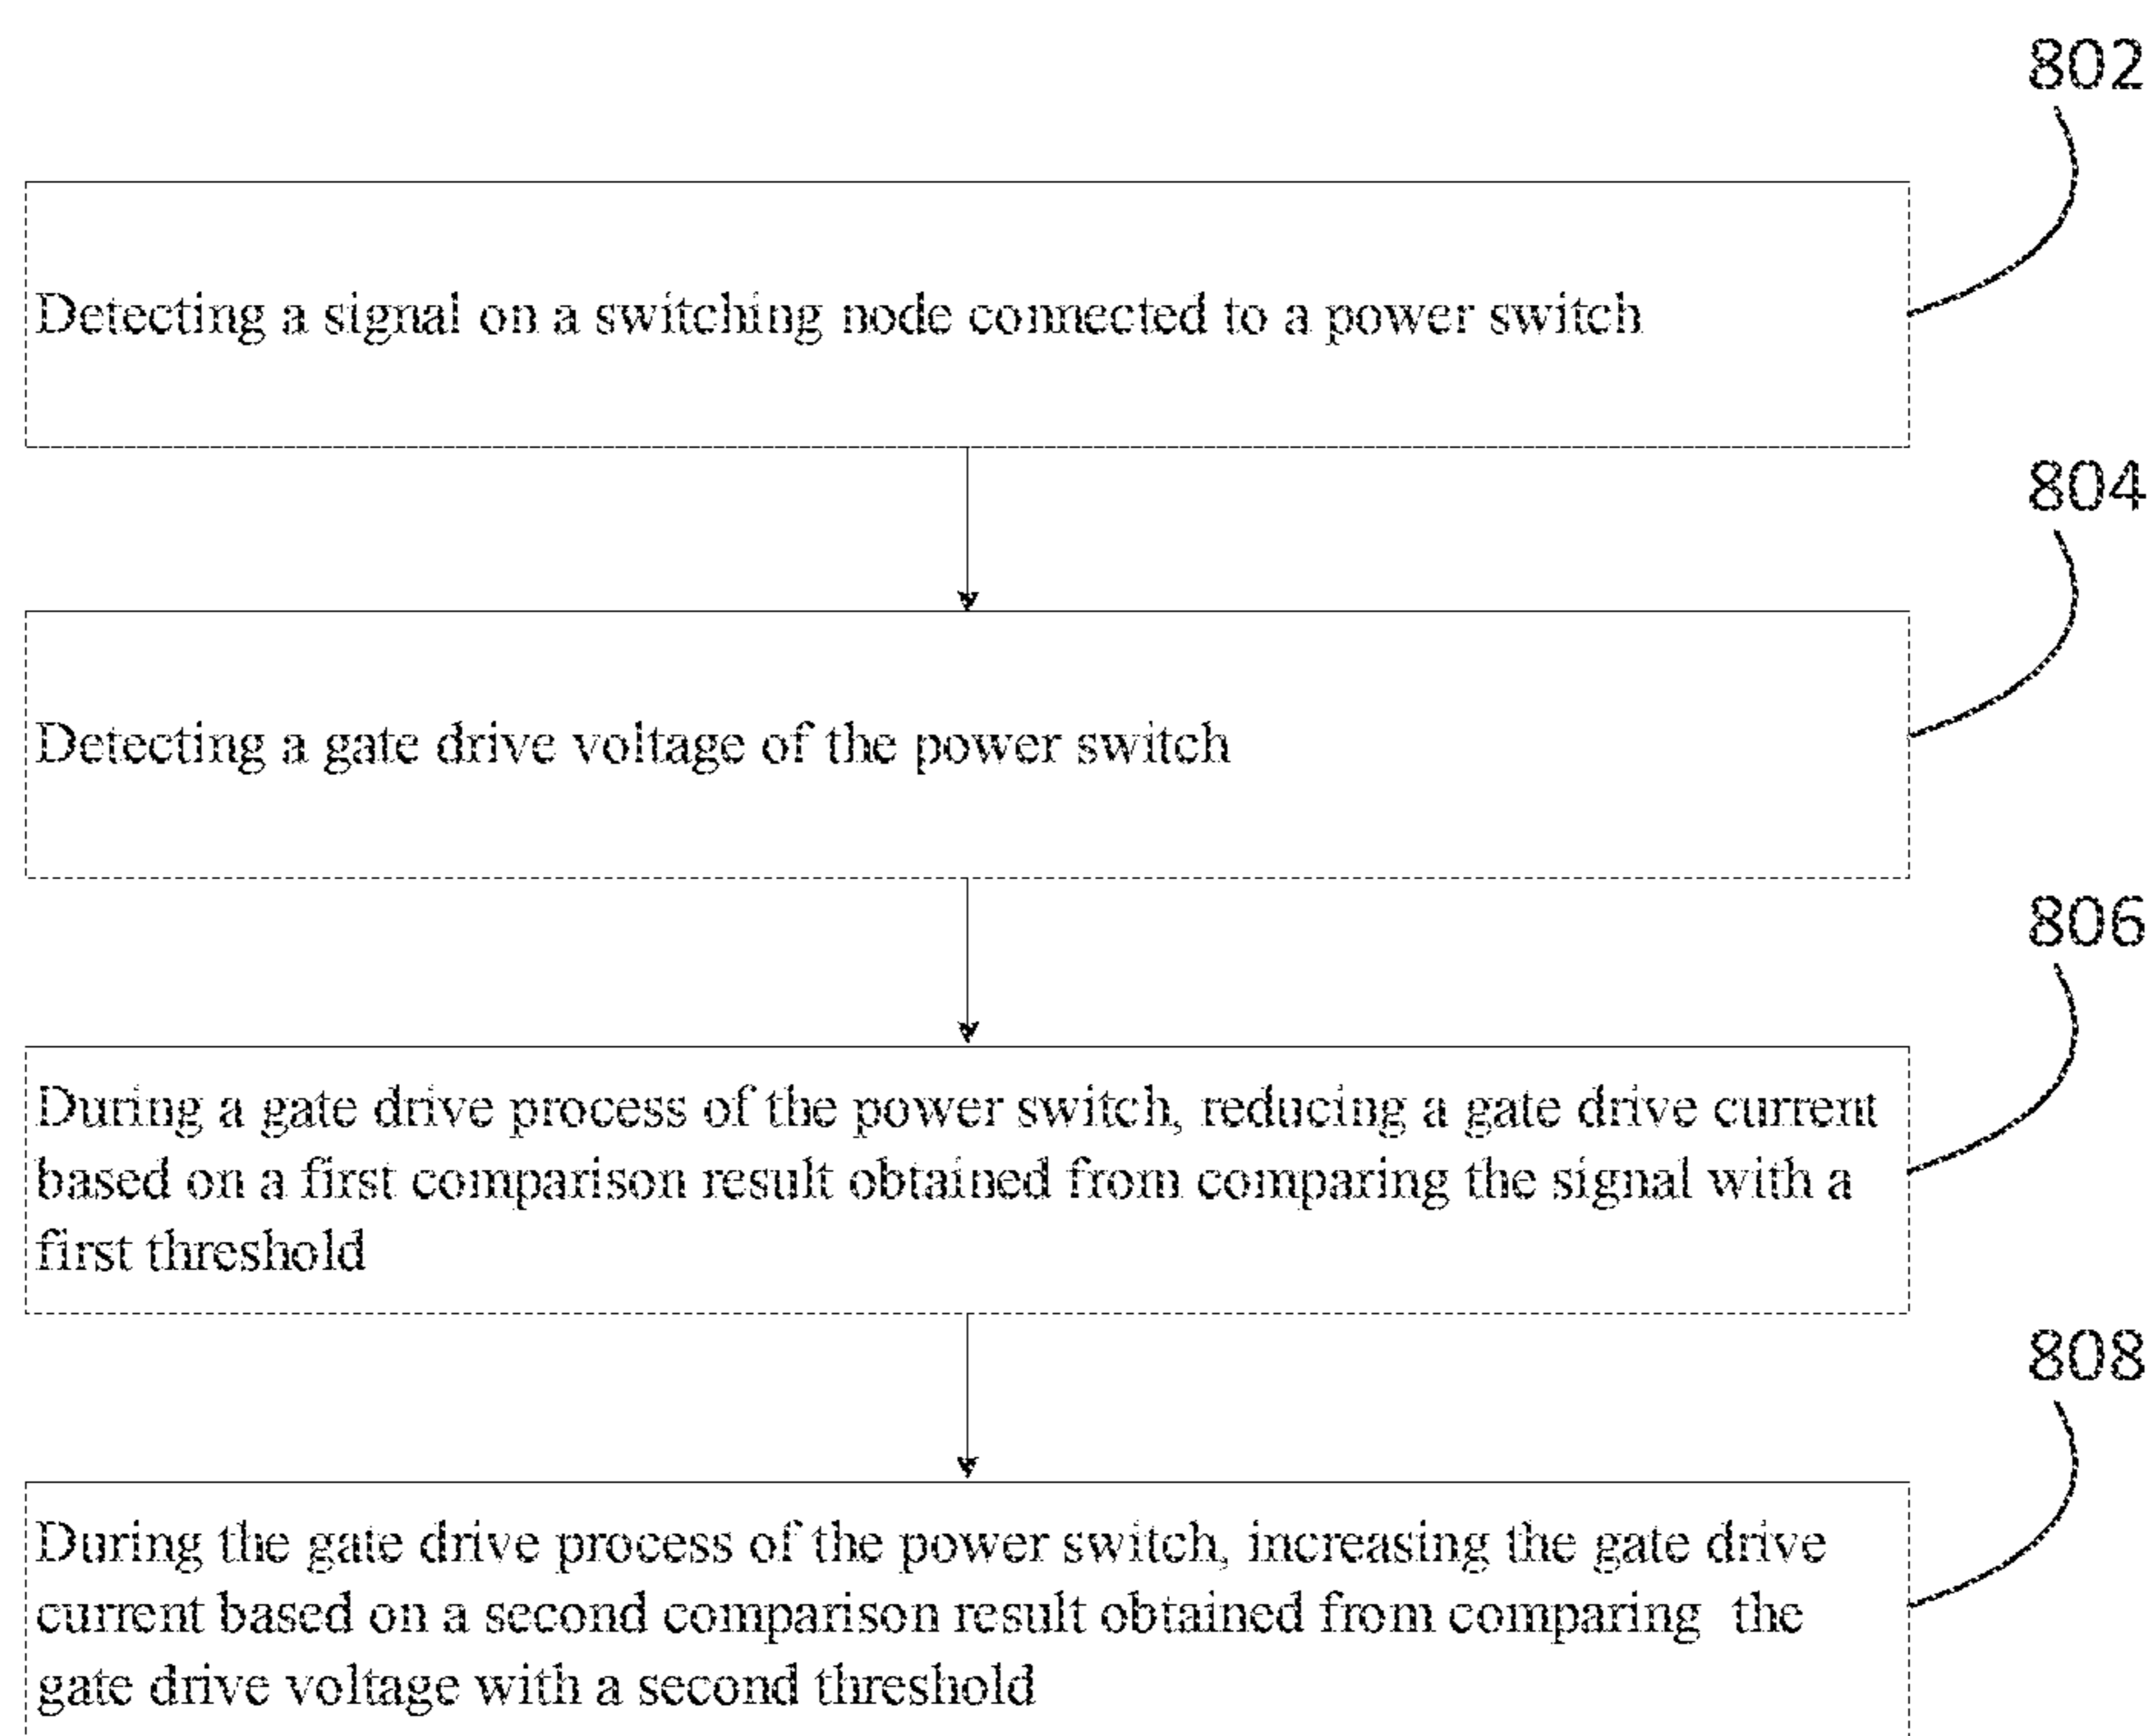 802
Detecting a signal on a switching node connected to a power switch
804
Detecting a gate drive voltage of the power switch
806
During a gate drive process of the power switch, reducing a gate drive current
based on a first comparison result obtained from comparing the signal with a
first threshold
808
During the gate drive process of the power switch, increasing the gate drive
current based on a second comparison result obtained from comparing the
gate drive voltage with a second threshold